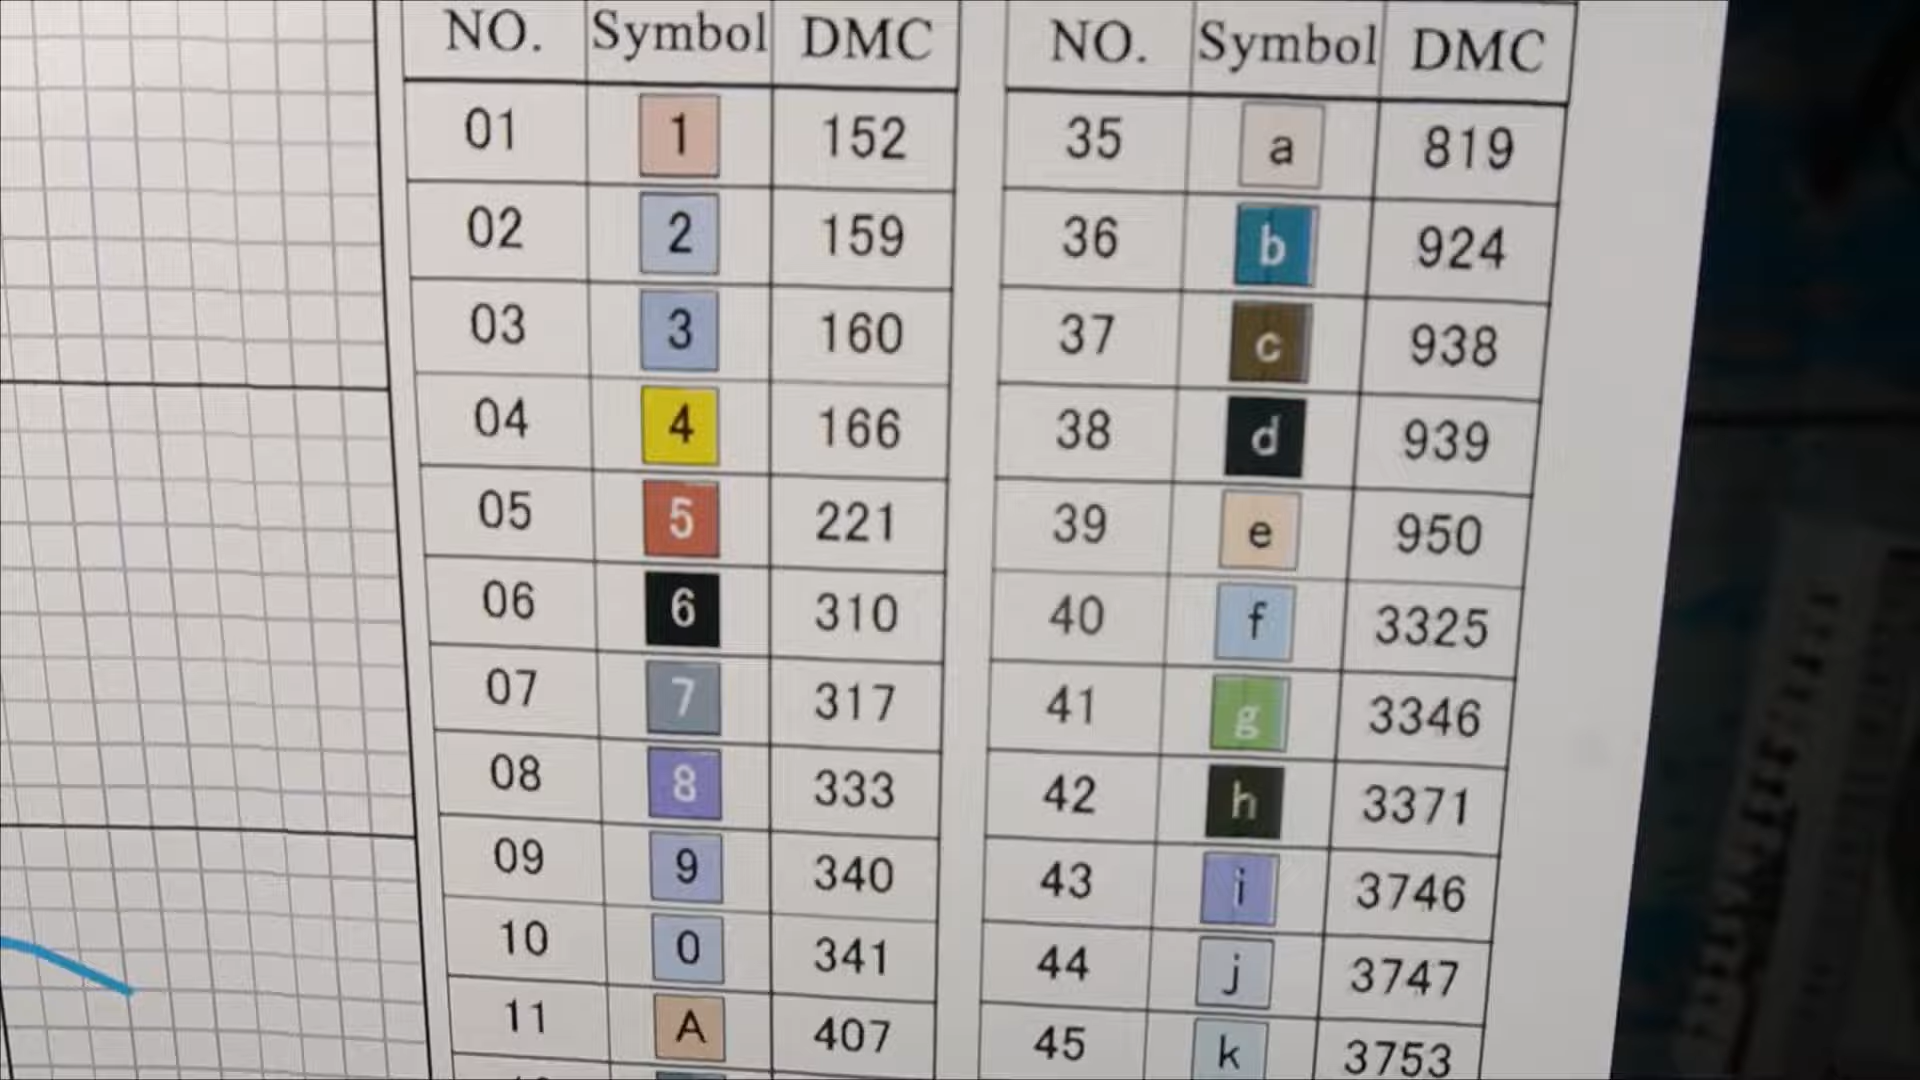 NO. Symbol DMC NO. Symbol DMC
01 1 152 35 a 819
02 2 159 36 b 924
03 3 160 37 c 938
04 4 166 38 d 939
05 5 221 39 e 950
06 6 310 40 f 3325
07 7 317 41 g 3346
08 8 333 42 h 3371
09 9 340 43 i 3746
10 0 341 44 j 3747
11 A 407 45 k 3753